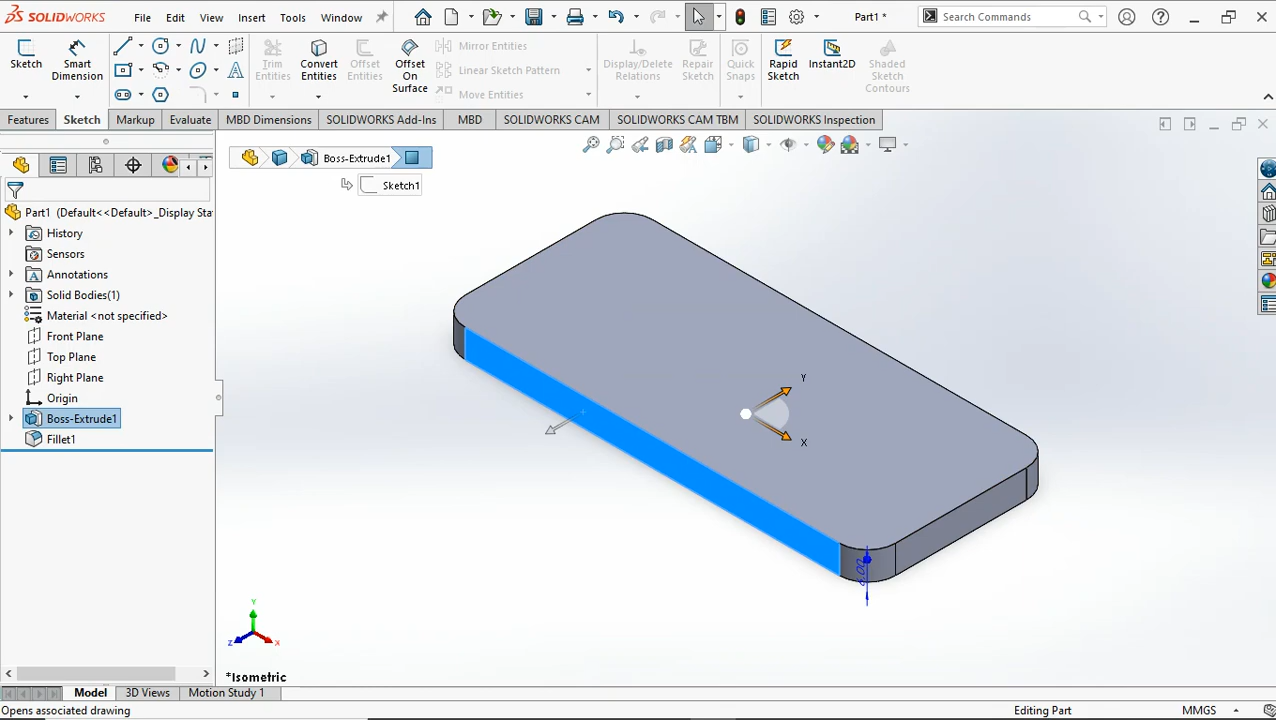 SOLIDWORKS File Edit View Insert Tools Window Part1 * Search Commands
Sketch Smart Dimension Trim Entities Convert Entities Offset Entities Offset On Surface Mirror Entities Linear Sketch Pattern Move Entities Display/Delete Relations Repair Sketch Quick Snaps Rapid Sketch Instant2D Shaded Sketch Contours
Features Sketch Markup Evaluate MBD Dimensions SOLIDWORKS Add-Ins MBD SOLIDWORKS CAM SOLIDWORKS CAM TBM SOLIDWORKS Inspection
Boss-Extrude1
Sketch1
Part1 (Default<<Default>_Display Sta
History
Sensors
Annotations
Solid Bodies(1)
Material <not specified>
Front Plane
Top Plane
Right Plane
Origin
Boss-Extrude1
Fillet1
Y
X
Y
Z X
*Isometric
Model 3D Views Motion Study 1
Opens associated drawing Editing Part MMGS